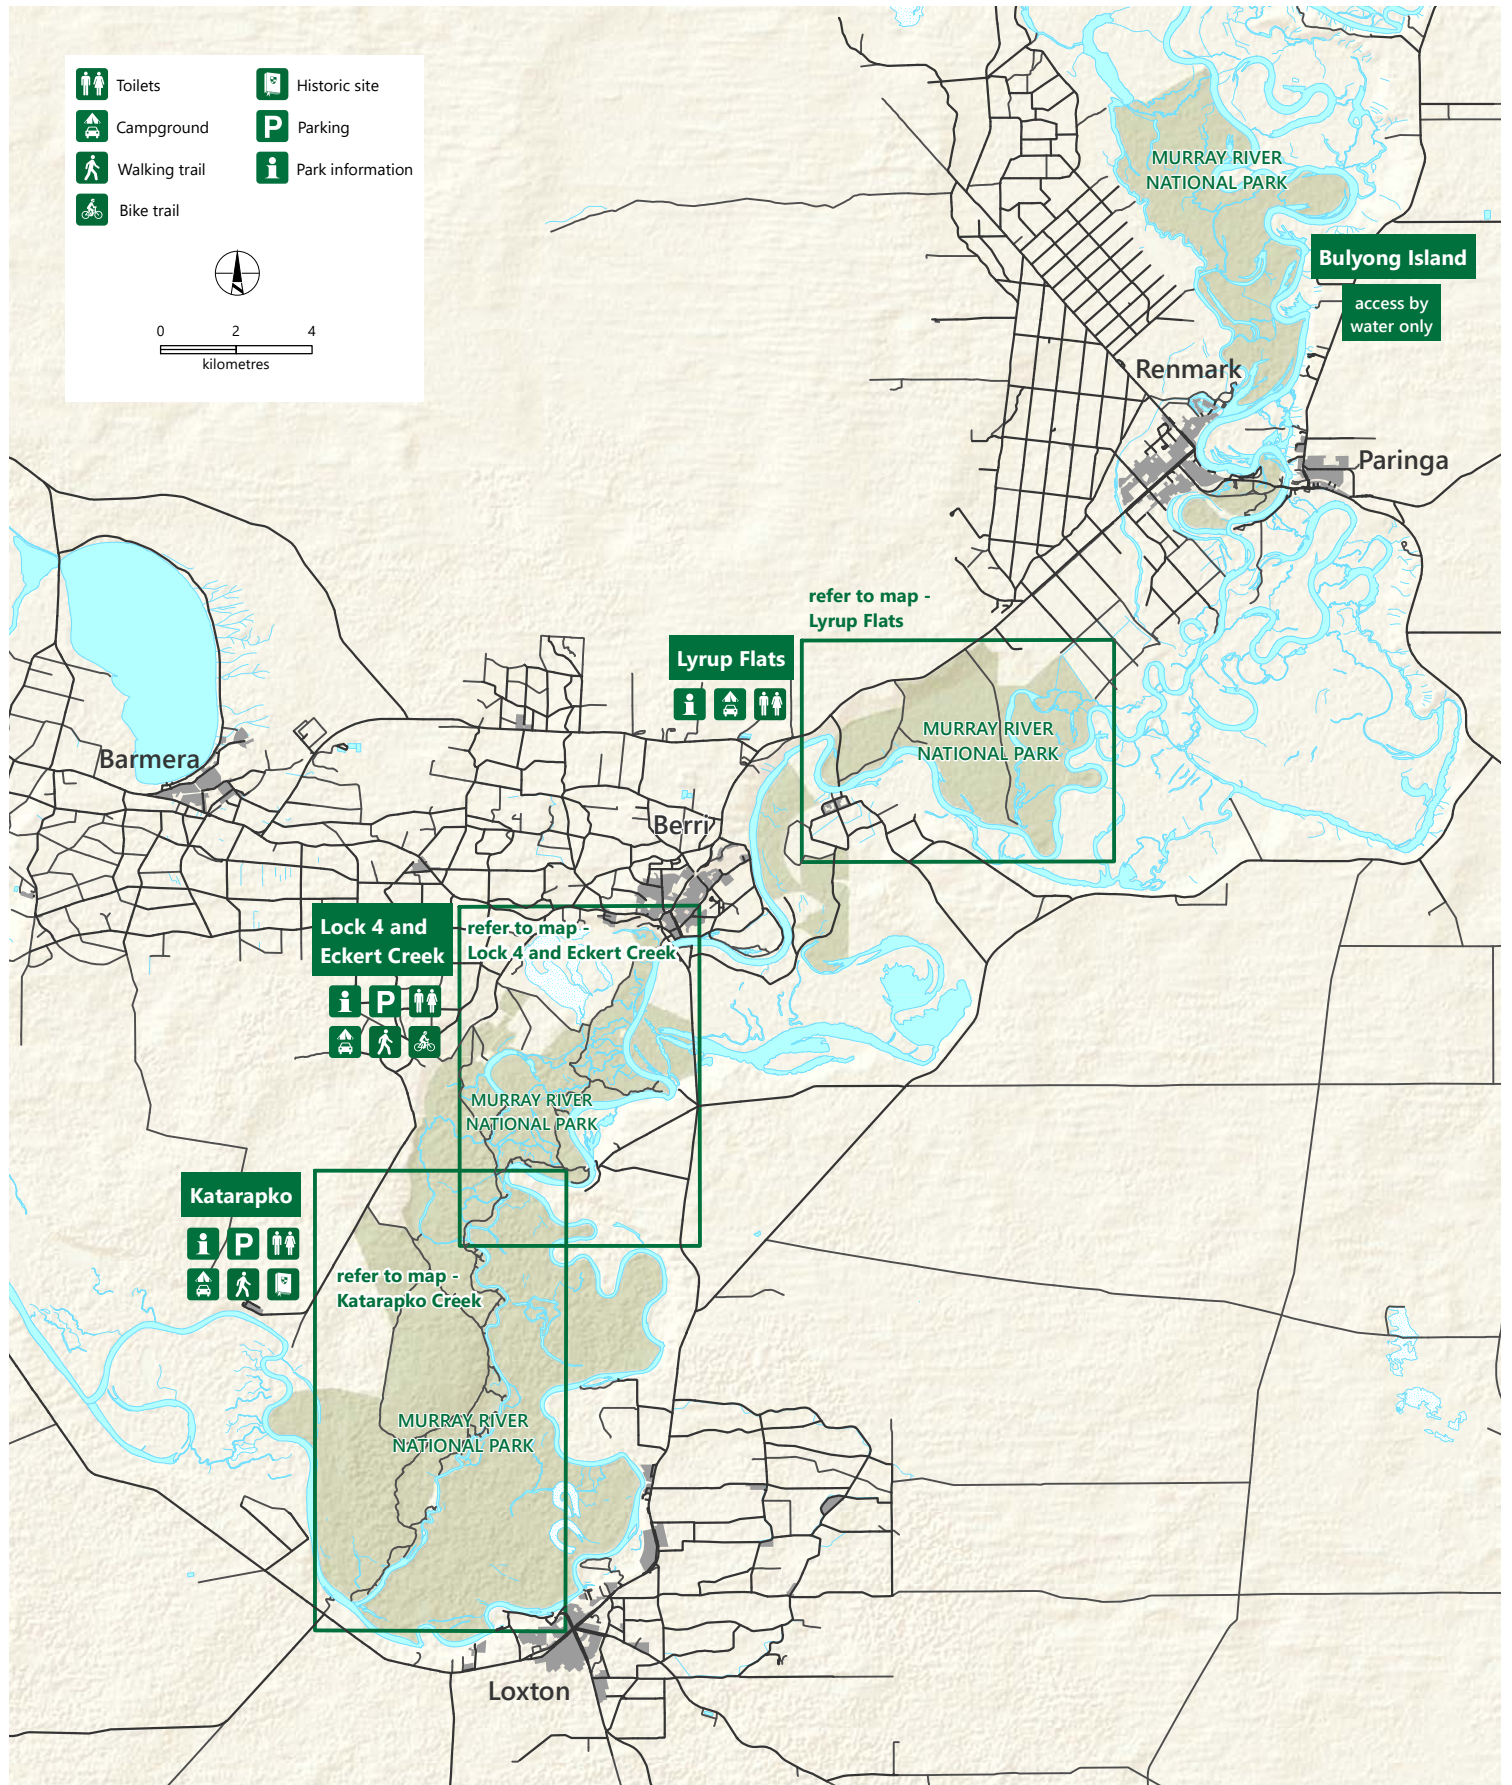 Toilets
Historic site
Campground
P
Parking
Walking trail
Park information
Bike trail
0 2 4
kilometres
MURRAY RIVER
NATIONAL PARK
Bulyong Island
access by
water only
Renmark
Paringa
refer to map -
Lyrup Flats
Lyrup Flats
MURRAY RIVER
NATIONAL PARK
Barmera
Berri
Lock 4 and
Eckert Creek
refer to map -
Lock 4 and Eckert Creek
P
MURRAY RIVER
NATIONAL PARK
Katarapko
P
refer to map -
Katarapko Creek
MURRAY RIVER
NATIONAL PARK
Loxton